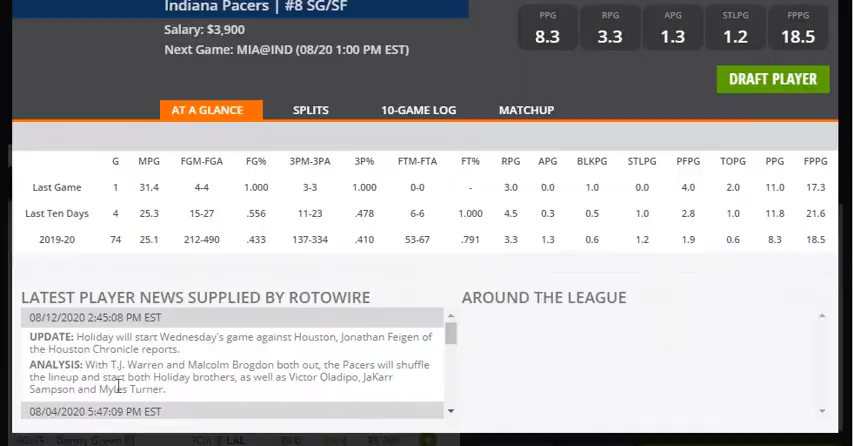 Indiana Pacers | #8 SG/SF
Salary: $3,900
Next Game: MIA@IND (08/20 1:00 PM EST)
PPG RPG APG STLPG FPPG
8.3 3.3 1.3 1.2 18.5
DRAFT PLAYER
AT A GLANCE SPLITS 10-GAME LOG MATCHUP
G MPG FGM-FGA FG% 3PM-3PA 3P% FTM-FTA FT% RPG APG BLKPG STLPG PFPG TOPG PPG FPPG
Last Game 1 31.4 4-4 1.000 3-3 1.000 0-0 - 3.0 0.0 1.0 0.0 4.0 2.0 11.0 17.3
Last Ten Days 4 25.3 15-27 .556 11-23 .478 6-6 1.000 4.5 0.3 0.5 1.0 2.8 1.0 11.8 21.6
2019-20 74 25.1 212-490 .433 137-334 .410 53-67 .791 3.3 1.3 0.6 1.2 1.9 0.6 8.3 18.5
LATEST PLAYER NEWS SUPPLIED BY ROTOWIRE
08/12/2020 2:45:08 PM EST
UPDATE: Holiday will start Wednesday's game against Houston, Jonathan Feigen of
the Houston Chronicle reports.
ANALYSIS: With T.J. Warren and Malcolm Brogdon both out, the Pacers will shuffle
the lineup and start both Holiday brothers, as well as Victor Oladipo, JaKarr
Sampson and Myles Turner.
08/04/2020 5:47:09 PM EST
AROUND THE LEAGUE
Danny Green
LAL